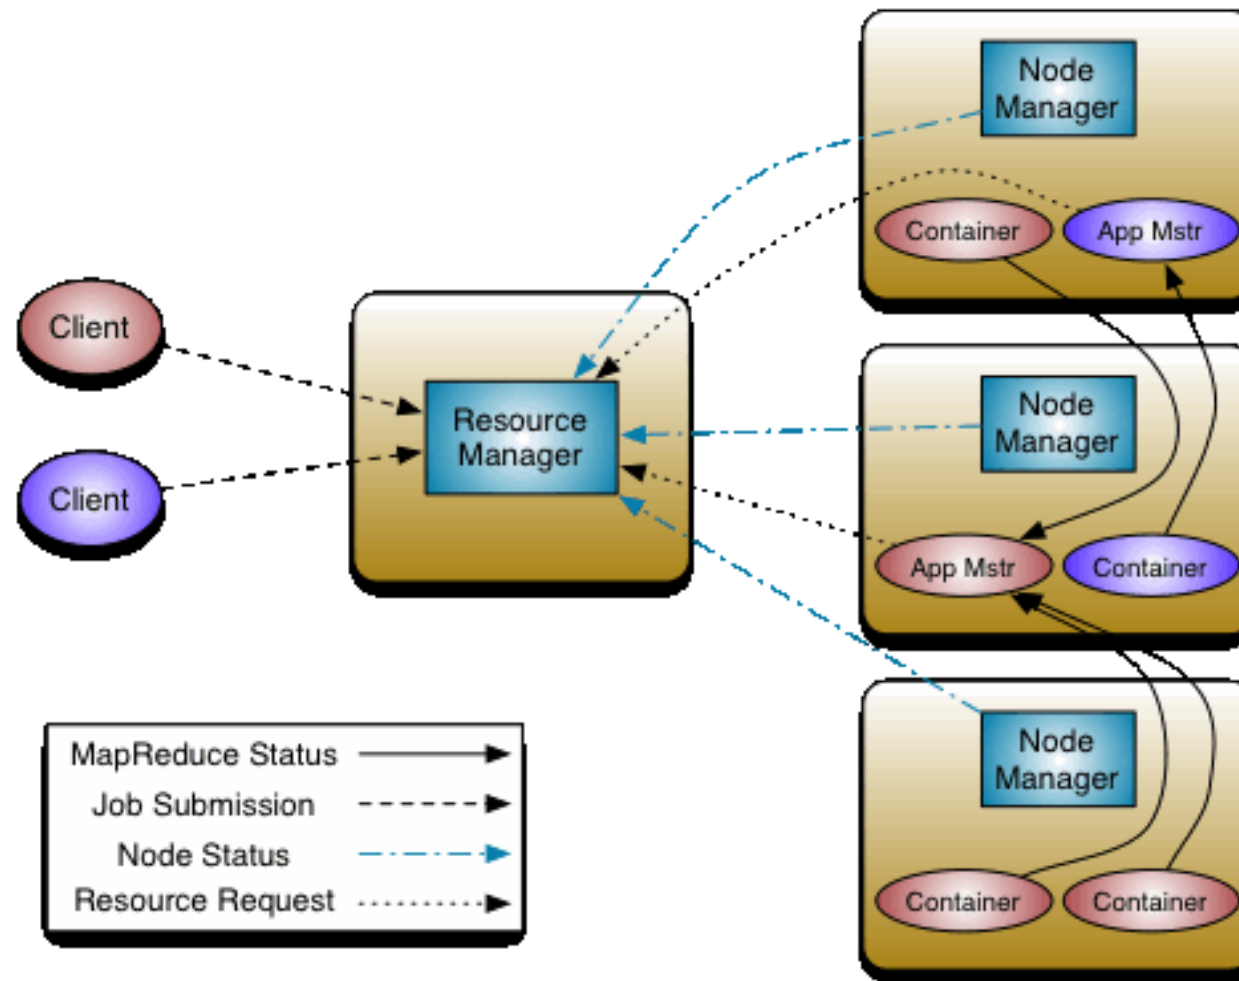 Node
Manager
Container
App Mstr
Client
Resource
Manager
Client
Node
Manager
App Mstr
Container
Node
Manager
Container
Container
MapReduce Status
Job Submission
Node Status
Resource Request